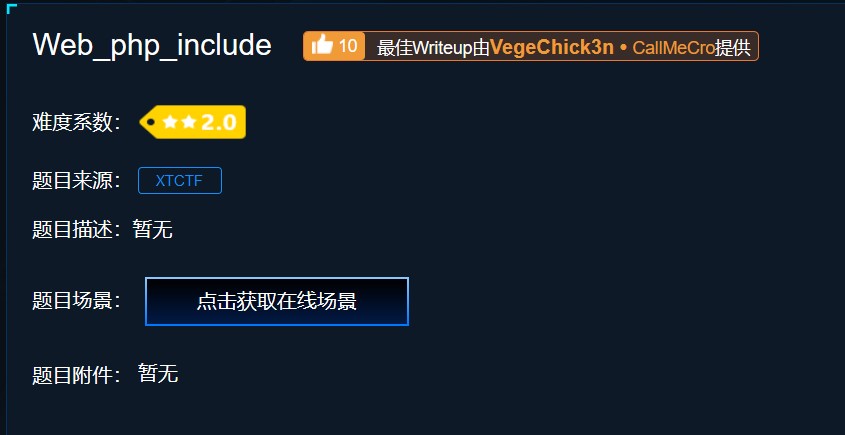 Web_php_include 10 最佳Writeup由VegeChick3n • CallMeCro提供
难度系数： 2.0
题目来源： XTCTF
题目描述：暂无
题目场景： 点击获取在线场景
题目附件： 暂无